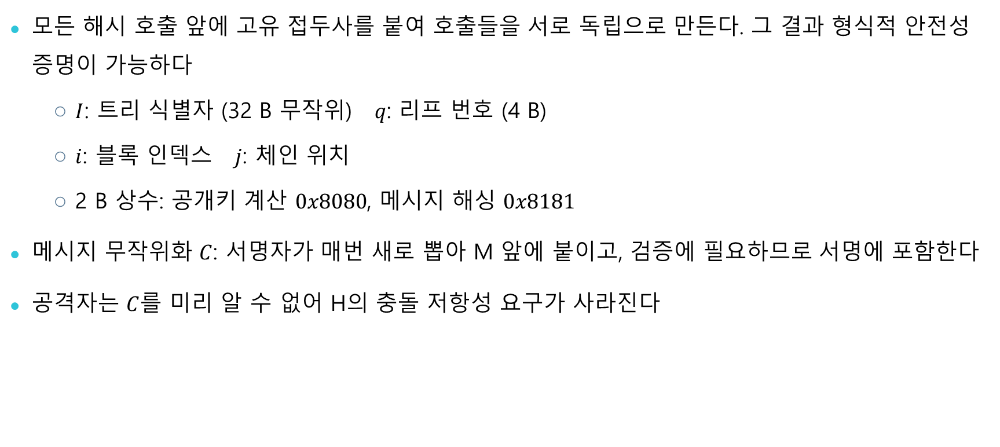 • 모든 해시 호출 앞에 고유 접두사를 붙여 호출들을 서로 독립으로 만든다. 그 결과 형식적 안전성
증명이 가능하다
○ I: 트리 식별자 (32 B 무작위) q: 리프 번호 (4 B)
○ i: 블록 인덱스 j: 체인 위치
○ 2 B 상수: 공개키 계산 0x8080, 메시지 해싱 0x8181
• 메시지 무작위화 C: 서명자가 매번 새로 뽑아 M 앞에 붙이고, 검증에 필요하므로 서명에 포함한다
• 공격자는 C를 미리 알 수 없어 H의 충돌 저항성 요구가 사라진다